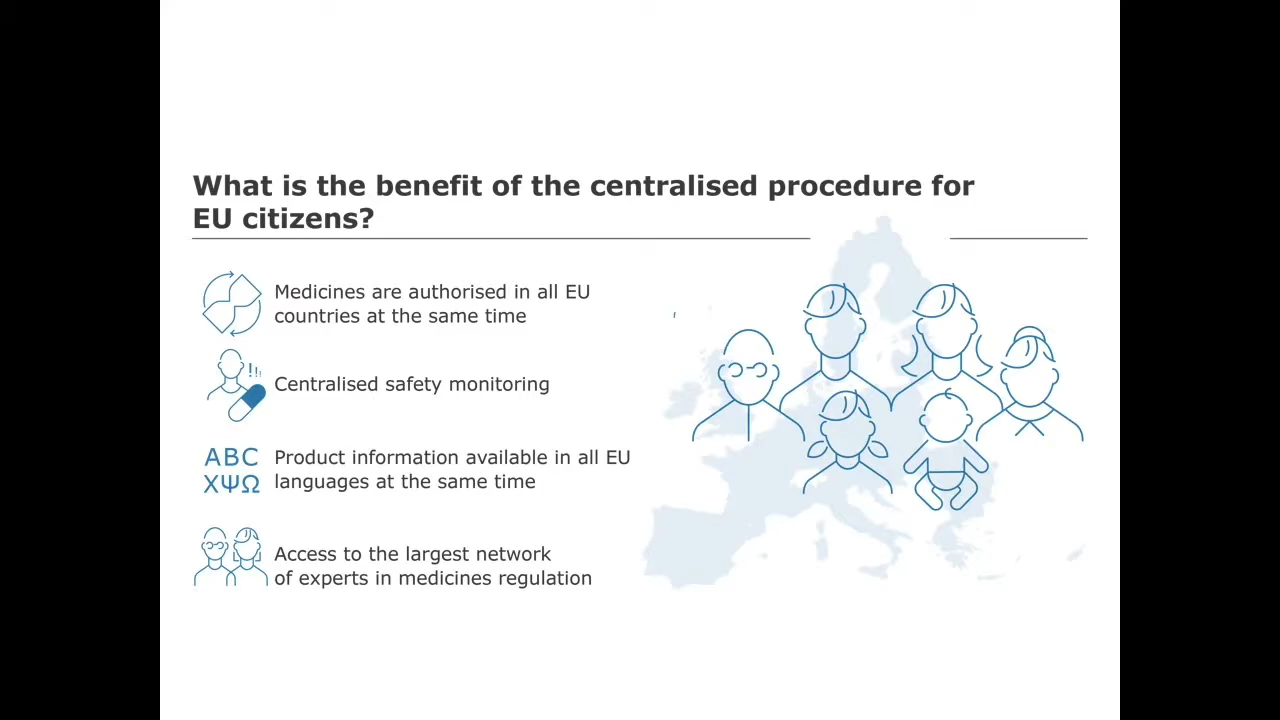 What is the benefit of the centralised procedure for
EU citizens?
Medicines are authorised in all EU
countries at the same time
!!!
Centralised safety monitoring
ABC
ΧΨΩ
Product information available in all EU
languages at the same time
Access to the largest network
of experts in medicines regulation